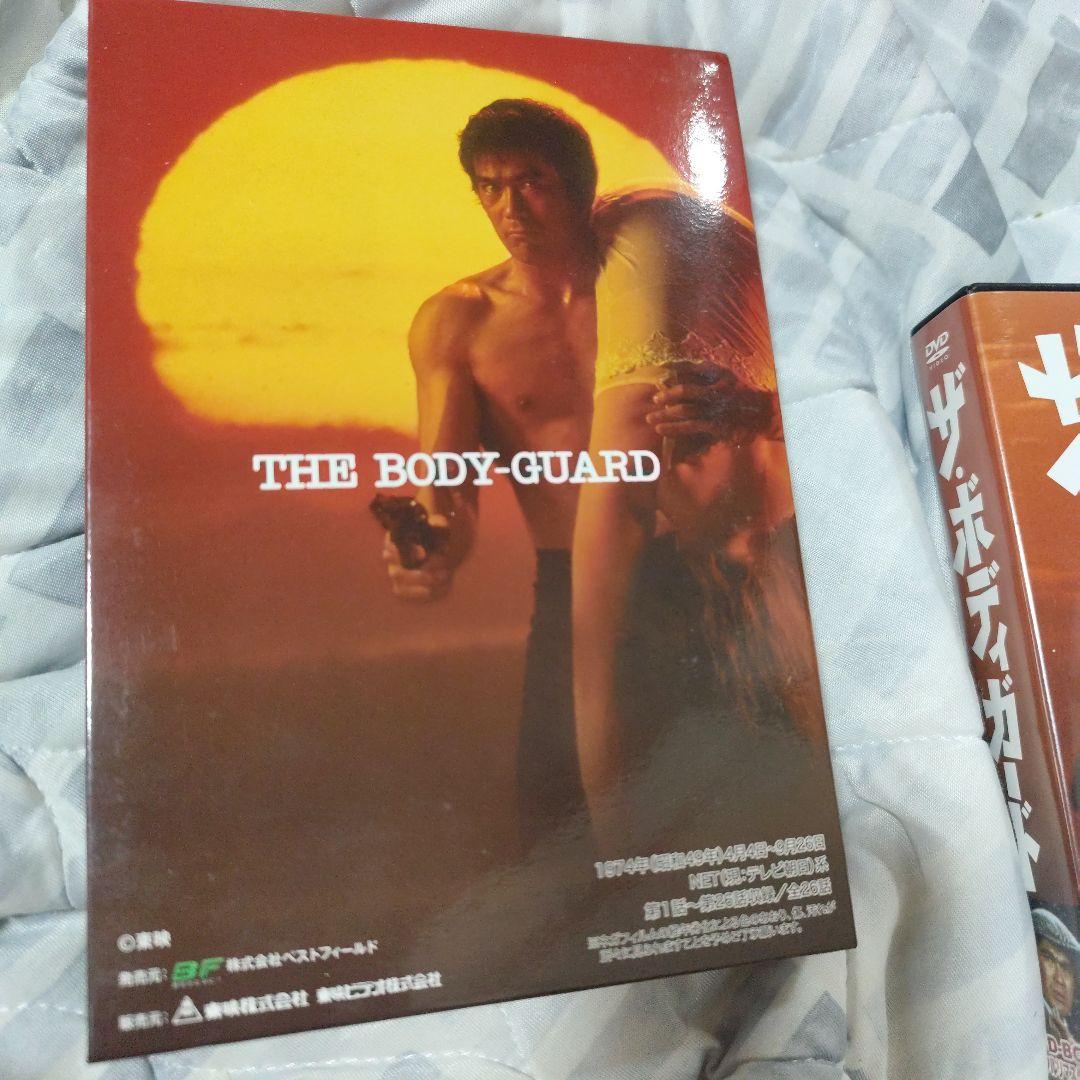 THE BODY-GUARD
1974年(昭和49年)4月4日~9月26日
NET(現:テレビ朝日)系
第1話~第26話収録/全26話
©東映
発売元: BF 株式会社ベストフィールド
販売元: 東映株式会社 東映ビデオ株式会社
DVD
VIDEO
ザ・ボディガード
ザ